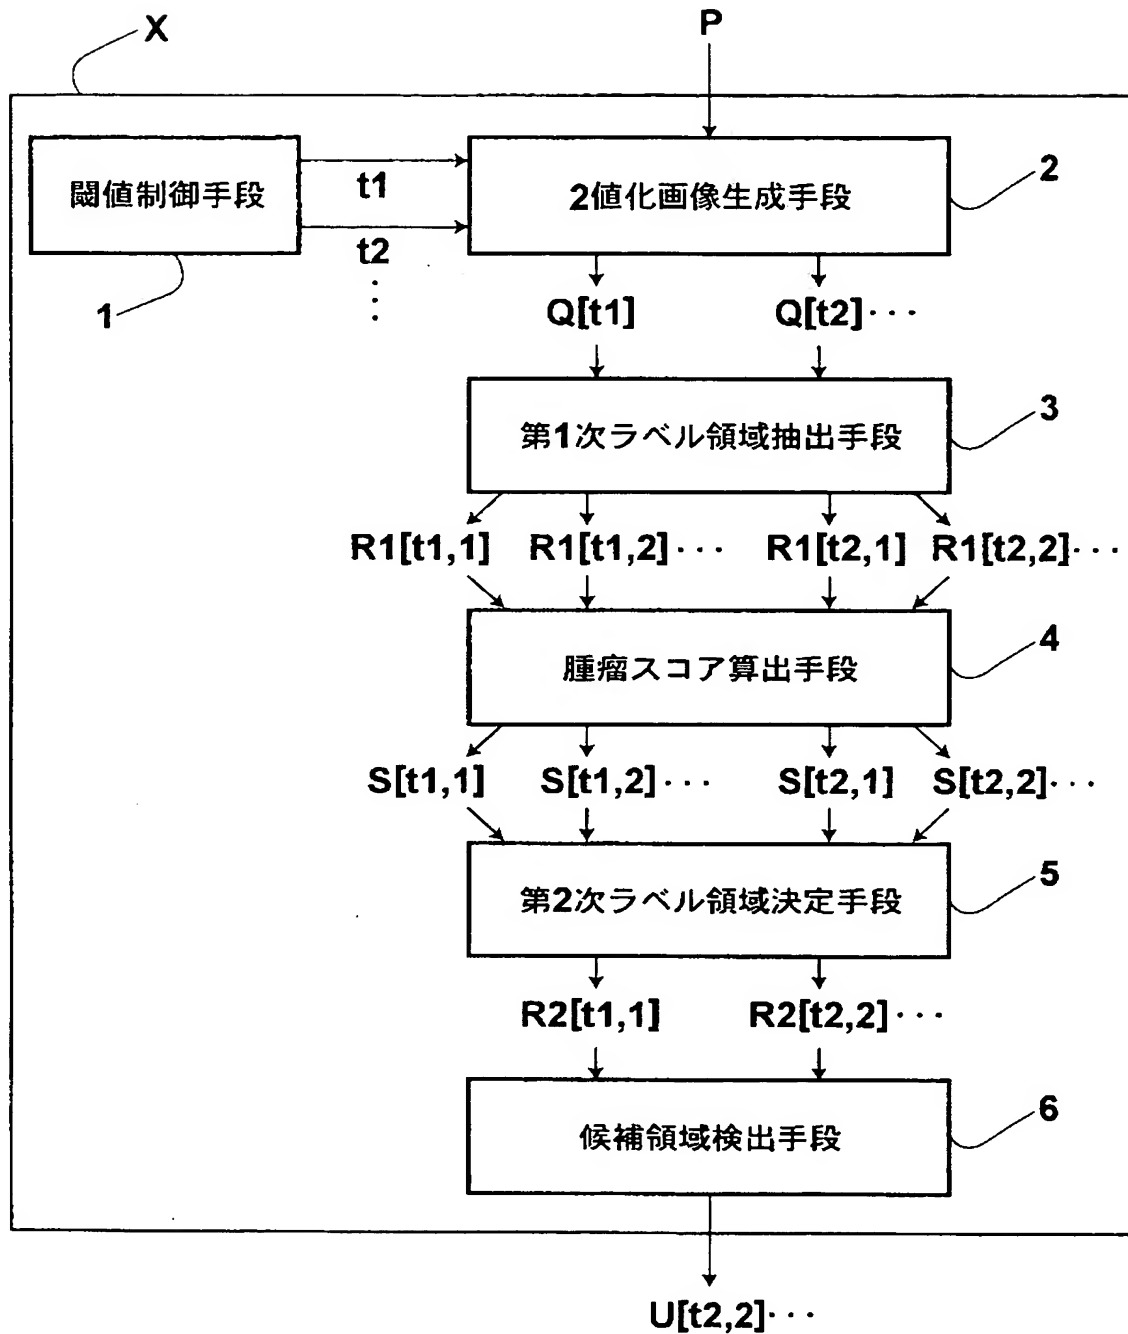 X
P
閾値制御手段
t1
t2
⋮
1
2値化画像生成手段
2
Q[t1] Q[t2]・・・
第1次ラベル領域抽出手段
3
R1[t1,1] R1[t1,2]・・・ R1[t2,1] R1[t2,2]・・・
腫瘤スコア算出手段
4
S[t1,1] S[t1,2]・・・ S[t2,1] S[t2,2]・・・
第2次ラベル領域決定手段
5
R2[t1,1] R2[t2,2]・・・
候補領域検出手段
6
U[t2,2]・・・